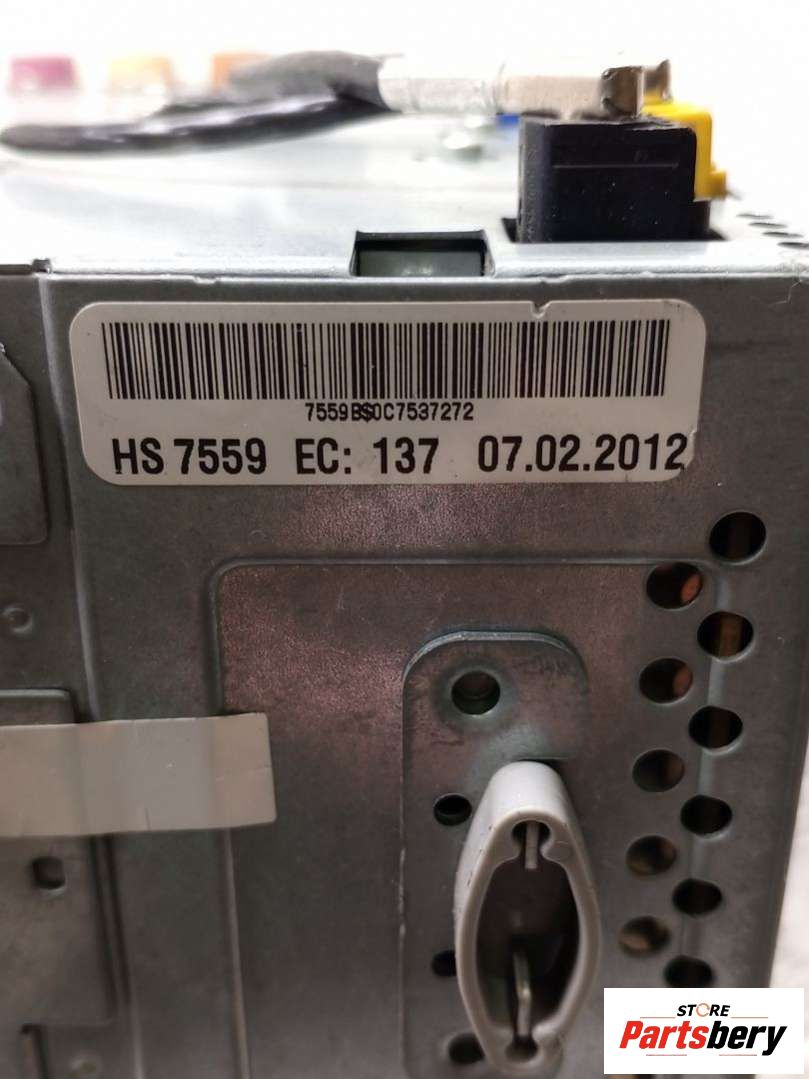 7559BS0C7537272
HS 7559 EC: 137 07.02.2012
STORE
Partsbery